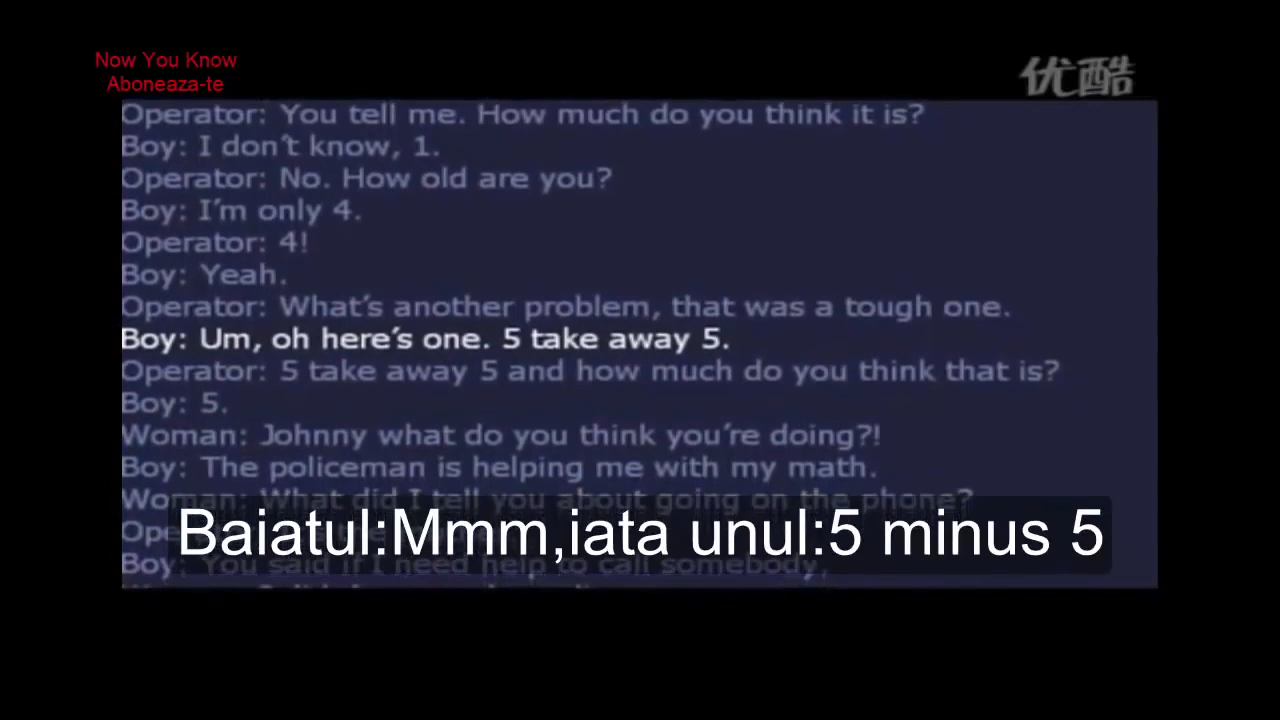 Now You Know
Aboneaza-te
优酷
Operator: You tell me. How much do you think it is?
Boy: I don't know, 1.
Operator: No. How old are you?
Boy: I'm only 4.
Operator: 4!
Boy: Yeah.
Operator: What's another problem, that was a tough one.
Boy: Um, oh here's one. 5 take away 5.
Operator: 5 take away 5 and how much do you think that is?
Boy: 5.
Woman: Johnny what do you think you're doing?!
Boy: The policeman is helping me with my math.
Woman: What did I tell you about going on the phone?
Baiatul:Mmm,iata unul:5 minus 5
Boy: You said if I need help to call somebody.